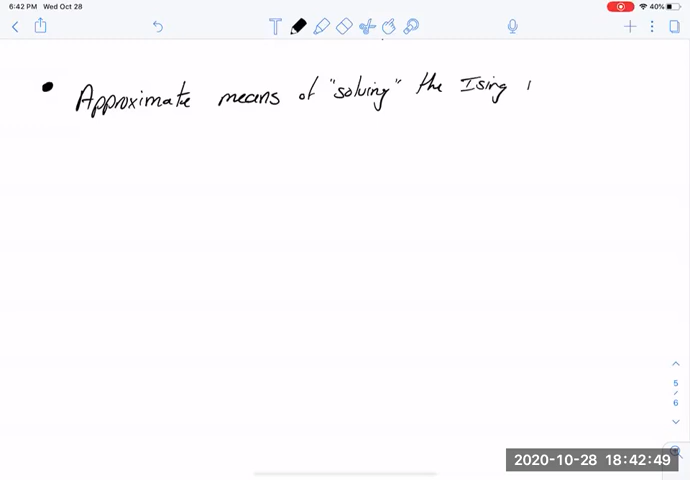 6:42 PM Wed Oct 28
40%
• Approximate means of "solving" the Ising
5
6
2020-10-28 18:42:49